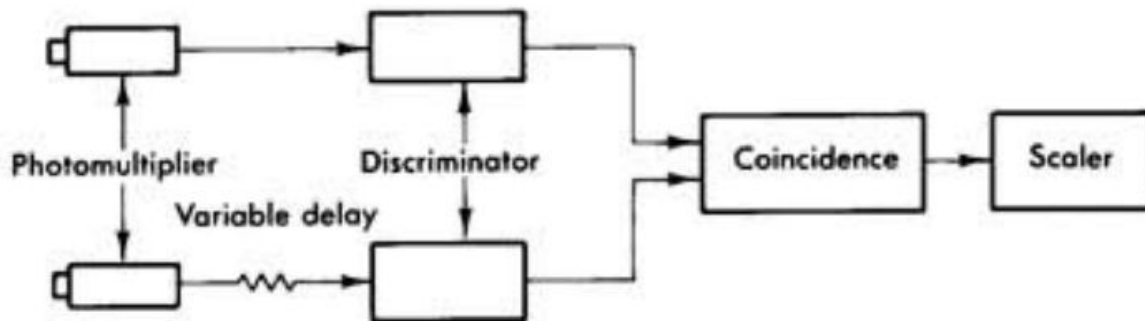 Photomultiplier
Discriminator
Coincidence
Scaler
Variable delay